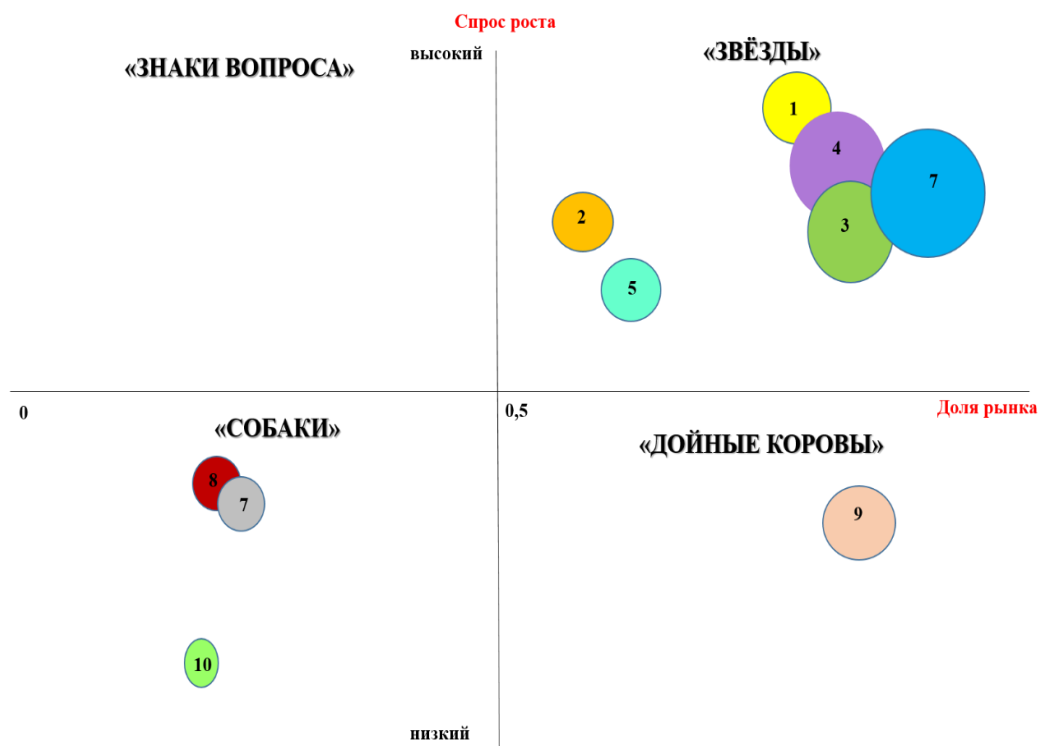 Спрос роста
высокий
«ЗНАКИ ВОПРОСА»
«ЗВЁЗДЫ»
1
4
7
2
3
5
0
0,5
Доля рынка
«СОБАКИ»
«ДОЙНЫЕ КОРОВЫ»
8
7
9
10
низкий